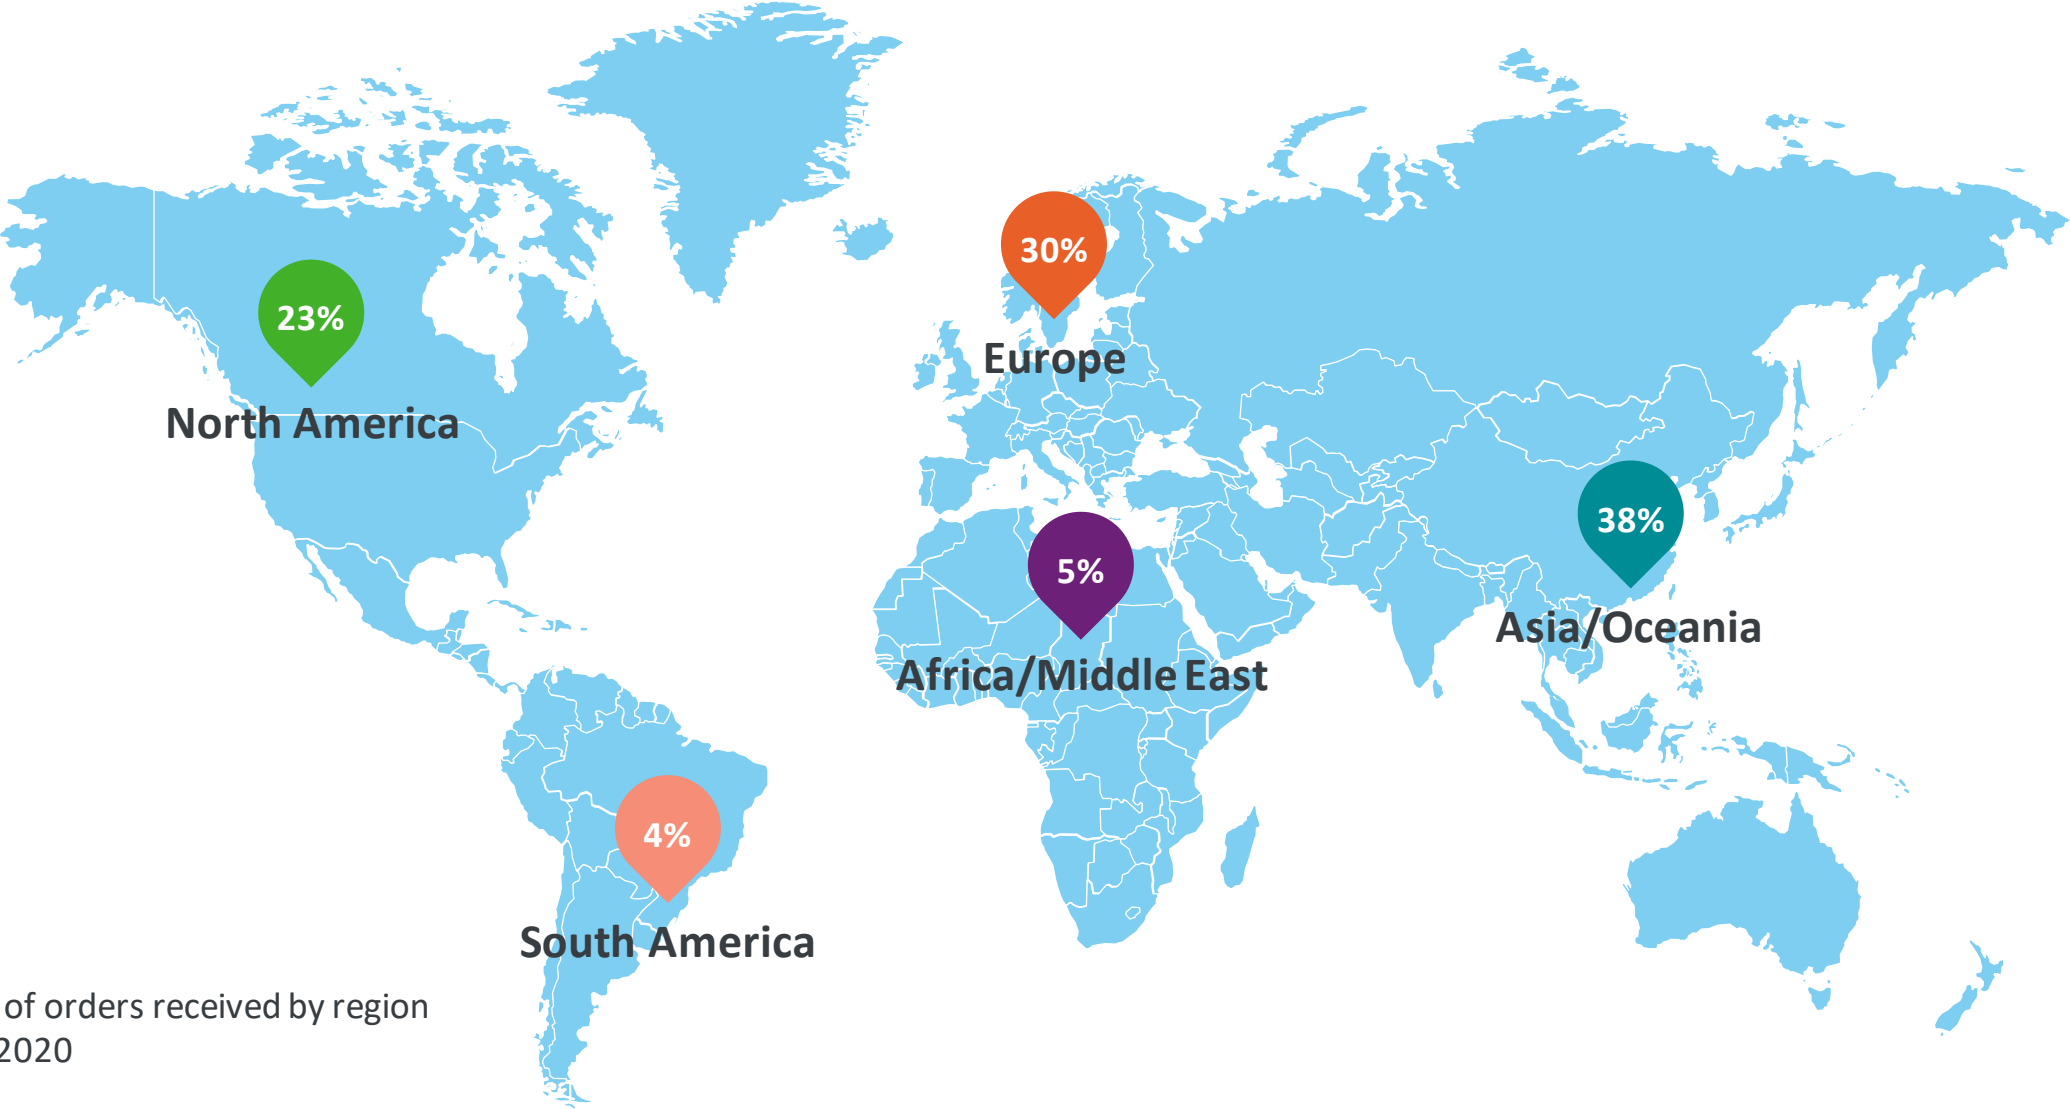 30%
Europe
23%
North America
38%
Asia/Oceania
5%
Africa/Middle East
4%
South America
of orders received by region
2020